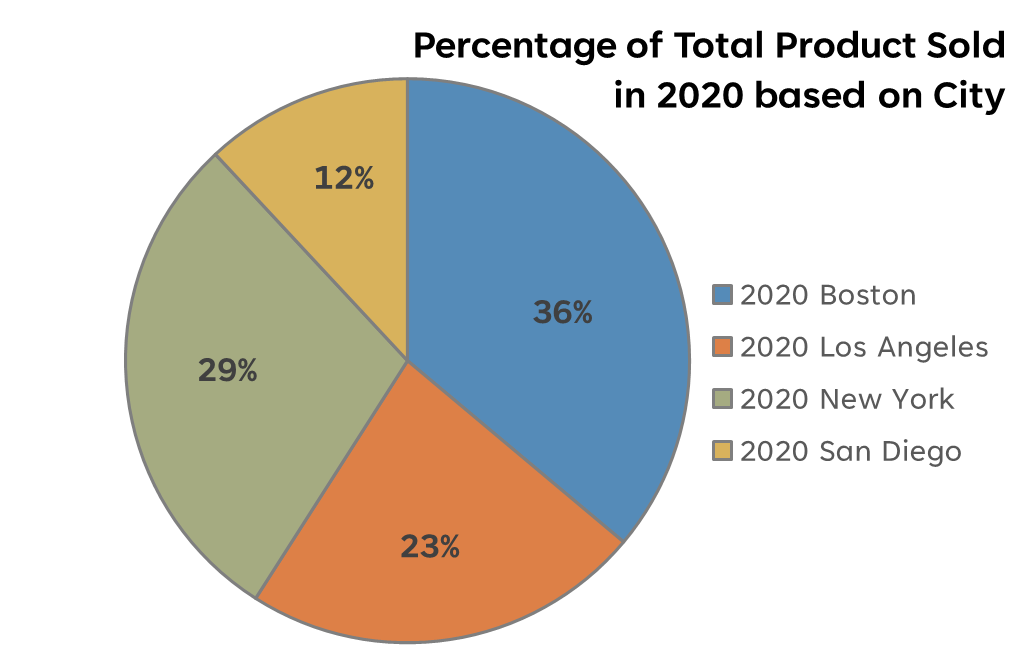 Percentage of Total Product Sold
in 2020 based on City
12%
36%
29%
23%
2020 Boston
2020 Los Angeles
2020 New York
2020 San Diego